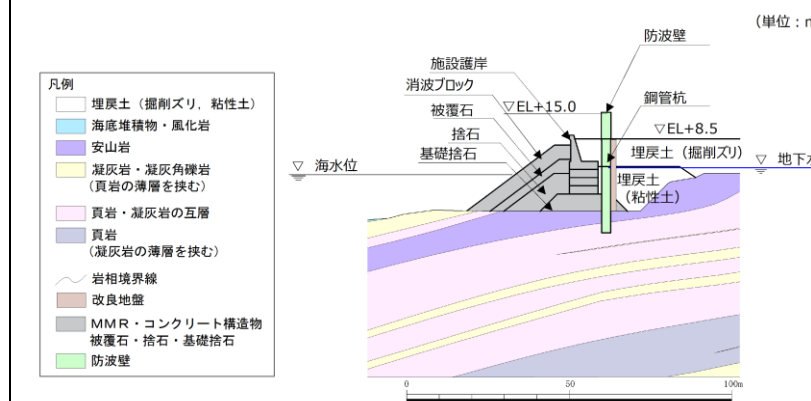 (単位：m
防波壁
施設護岸
消波ブロック
鋼管杭
被覆石
▽EL+15.0
▽EL+8.5
捨石
基礎捨石
埋戻土（掘削ズリ）
▽ 海水位
▽ 地下水
埋戻土
（粘性土）
凡例
埋戻土（掘削ズリ，粘性土）
海底堆積物・風化岩
安山岩
凝灰岩・凝灰角礫岩
（頁岩の薄層を挟む）
頁岩・凝灰岩の互層
頁岩
（凝灰岩の薄層を挟む）
岩相境界線
改良地盤
ＭＭＲ・コンクリート構造物
被覆石・捨石・基礎捨石
防波壁
0 50 100m